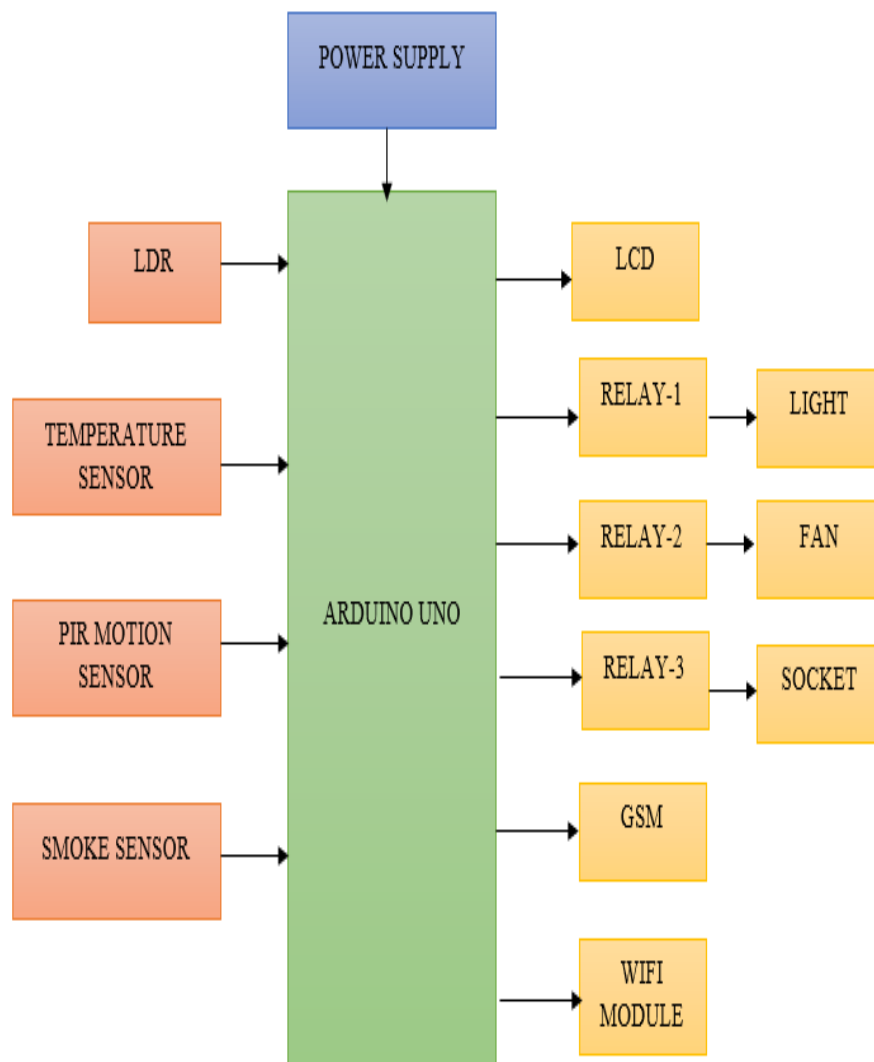 POWER SUPPLY
LDR
TEMPERATURE
SENSOR
PIR MOTION
SENSOR
SMOKE SENSOR
ARDUINO UNO
LCD
RELAY-1
LIGHT
RELAY-2
FAN
RELAY-3
SOCKET
GSM
WIFI
MODULE